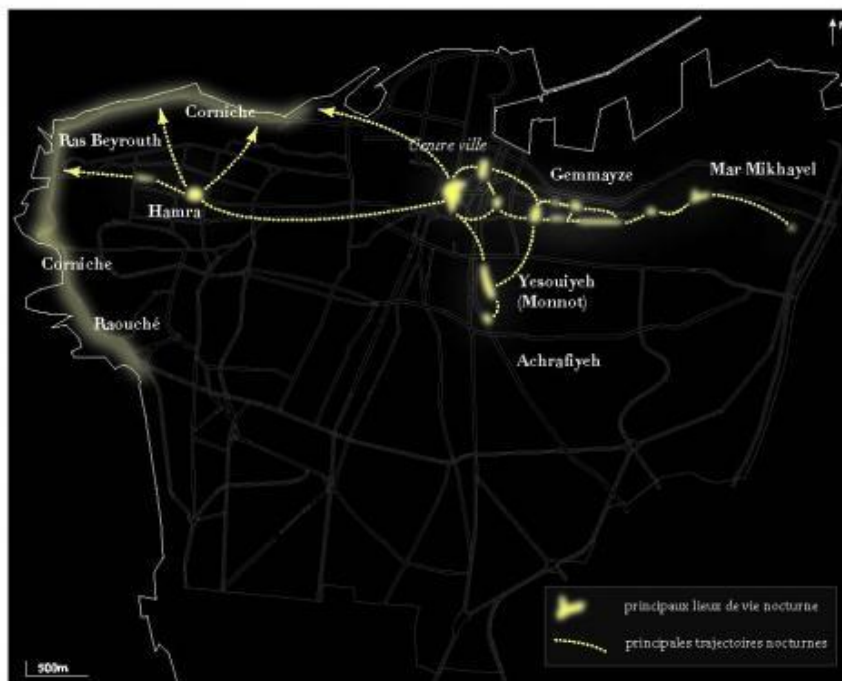 Corniche
Ras Beyrouth
Centre ville
Gemmayze
Mar Mikhayel
Hamra
Corniche
Yesouiyeh
(Monnot)
Raouché
Achrafiyeh
principaux lieux de vie nocturne
principales trajectoires nocturnes
500m